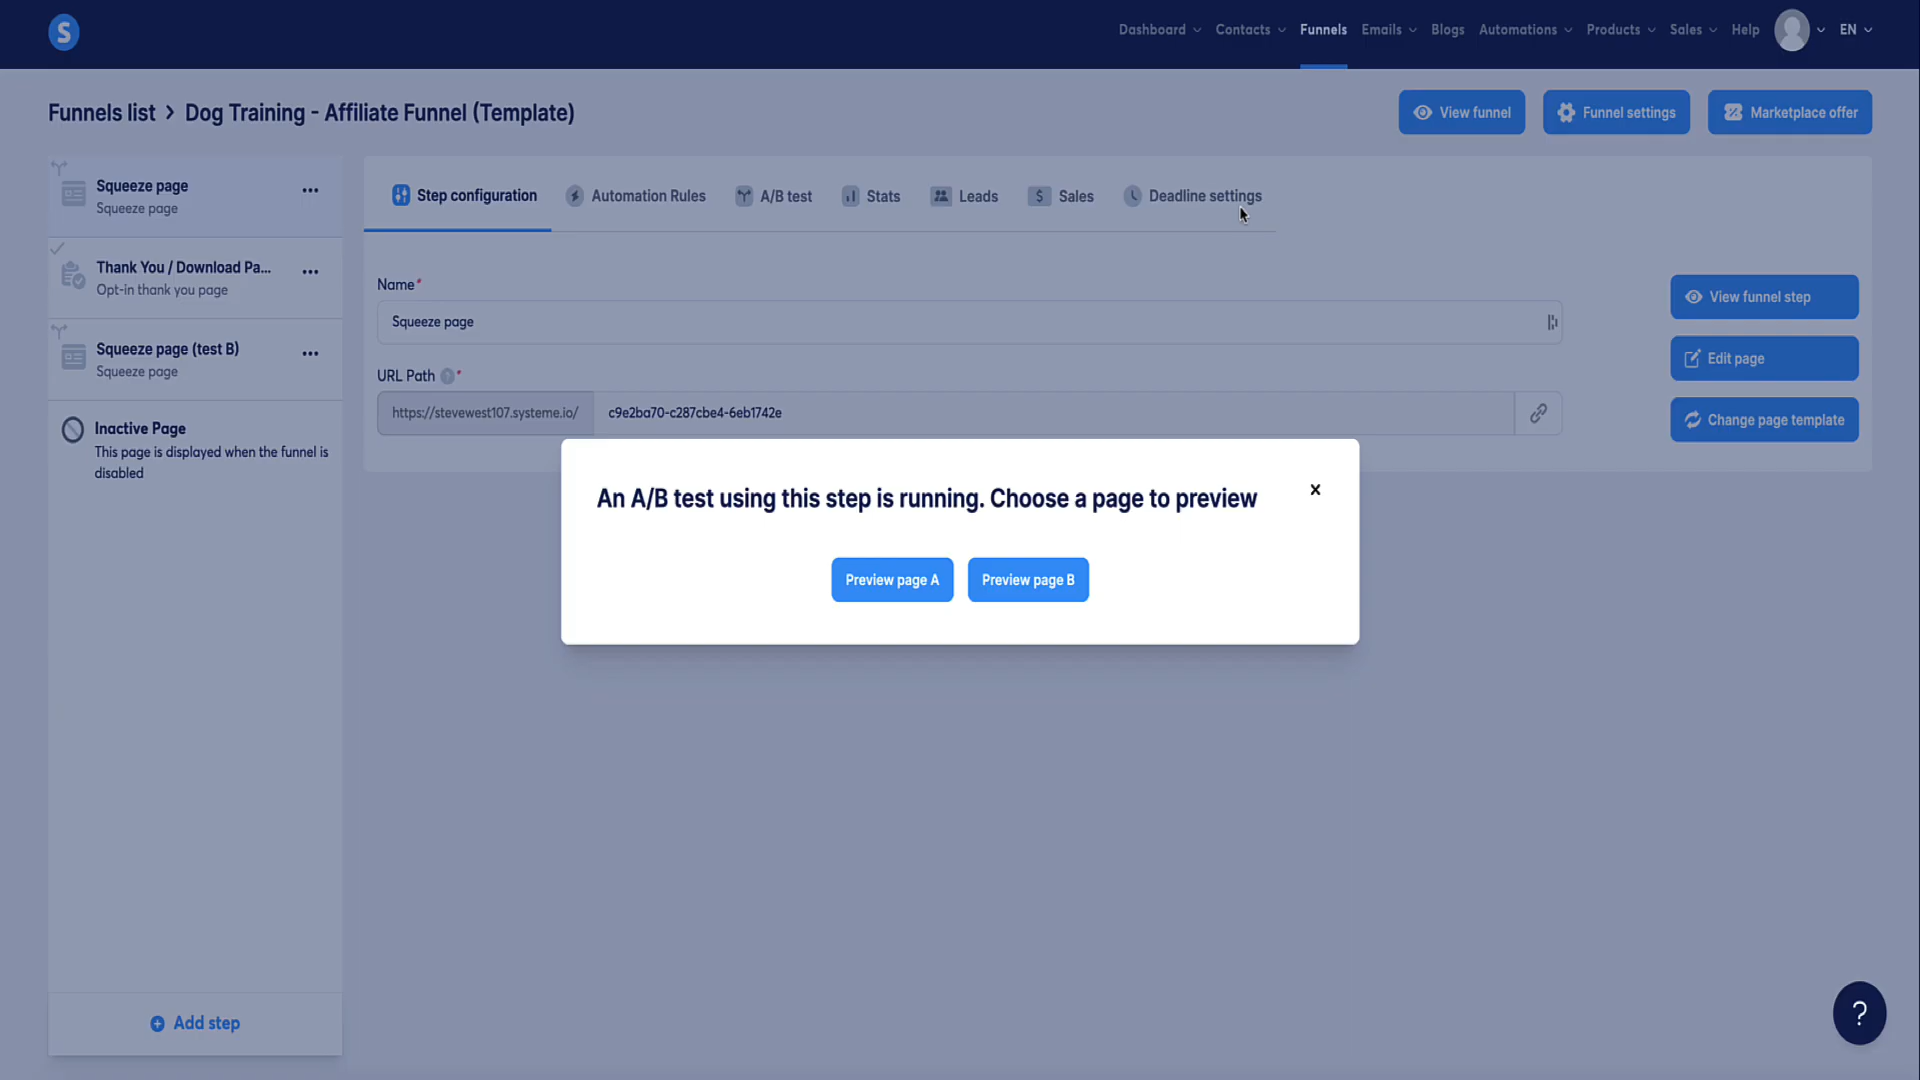 S
Dashboard
Contacts
Funnels
Emails
Blogs
Automations
Products
Sales
Help
EN
Funnels list > Dog Training - Affiliate Funnel (Template)
View funnel
Funnel settings
Marketplace offer
Squeeze page
Squeeze page
Thank You / Download Pa...
Opt-in thank you page
Squeeze page (test B)
Squeeze page
Inactive Page
This page is displayed when the funnel is
disabled
Add step
Step configuration
Automation Rules
A/B test
Stats
Leads
$ Sales
Deadline settings
Name*
Squeeze page
URL Path ? *
https://stevewest107.systeme.io/
c9e2ba70-c287cbe4-6eb1742e
View funnel step
Edit page
Change page template
An A/B test using this step is running. Choose a page to preview
x
Preview page A
Preview page B
?